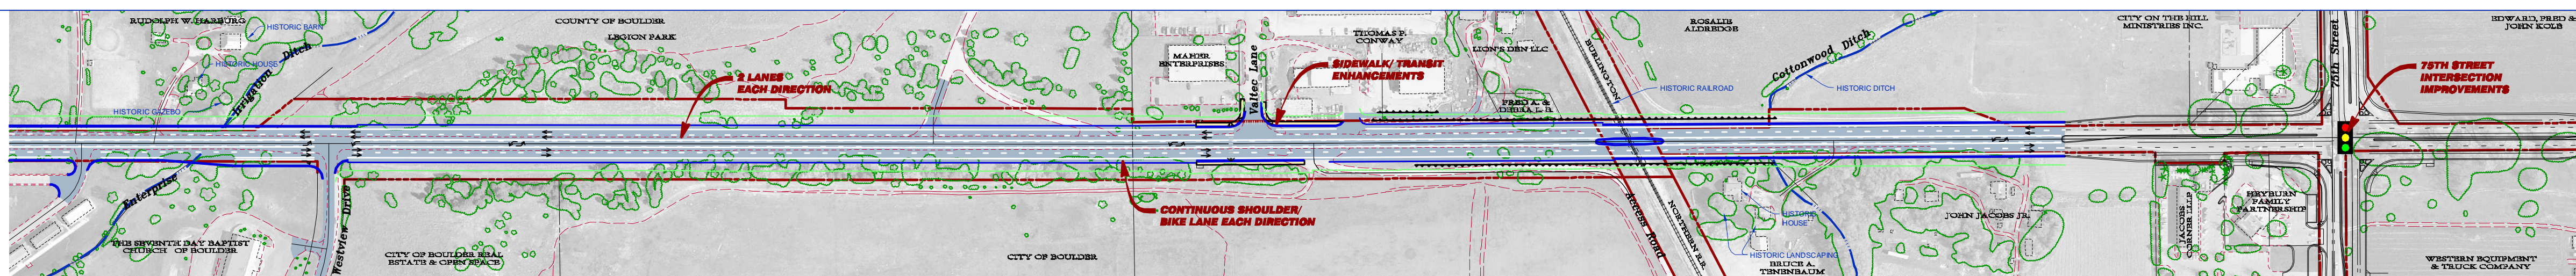 RUDOLPH W. HARBURG
HISTORIC BARN
HISTORIC HOUSE
Irrigation Ditch
HISTORIC GAZEBO
Enterprise
THE SEVENTH DAY BAPTIST
CHURCH OF BOULDER
Westview Drive
COUNTY OF BOULDER
LEGION PARK
2 LANES
EACH DIRECTION
CITY OF BOULDER REAL
ESTATE & OPEN SPACE
CITY OF BOULDER
CONTINUOUS SHOULDER/
BIKE LANE EACH DIRECTION
MAHER
ENTERPRISES
Valtec Lane
THOMAS P.
CONWAY
SIDEWALK/ TRANSIT
ENHANCEMENTS
LION'S DEN LLC
FRED A. &
BURLINGTON
NORTHERN R.R.
Access Road
HISTORIC RAILROAD
ROSALIE
ALDREDGE
Cottonwood Ditch
HISTORIC DITCH
HISTORIC
HOUSE
HISTORIC LANDSCAPING
BRUCE A.
TENENBAUM
JOHN JACOBS JR.
CITY ON THE HILL
MINISTRIES INC.
JACOBS
CORNER LLLP
HEYBURN
FAMILY
PARTNERSHIP
75th Street
75TH STREET
INTERSECTION
IMPROVEMENTS
EDWARD, FRED &
JOHN KOLB
WESTERN EQUIPMENT
& TRUCK COMPANY